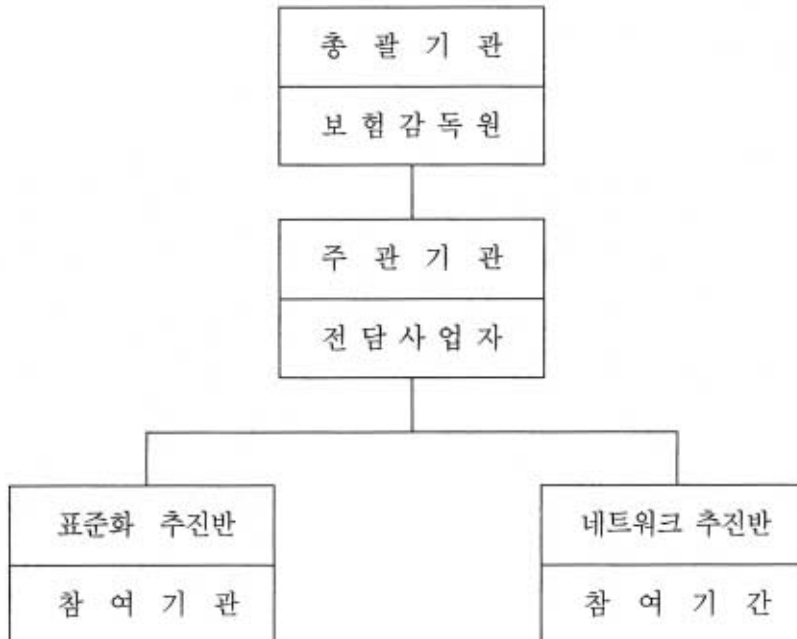 총괄기관
보험감독원
주관기관
전담사업자
표준화 추진반
참여기관
네트워크 추진반
참여기간